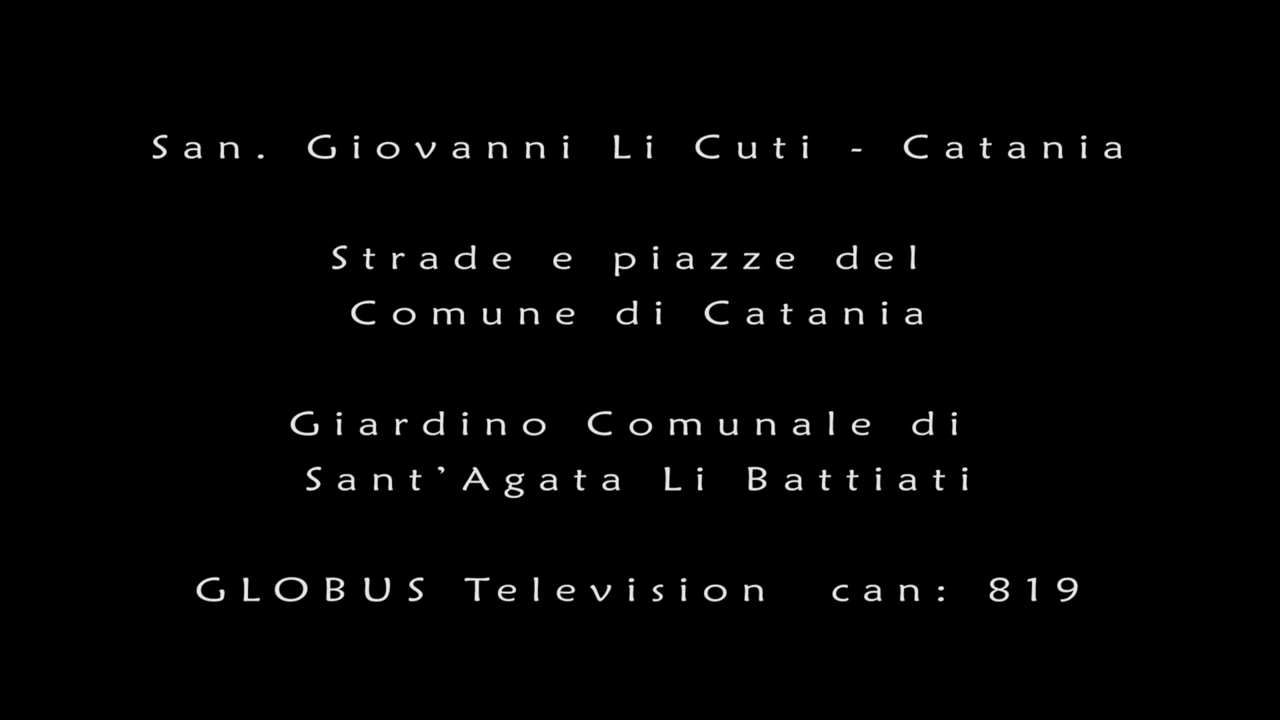 San. Giovanni Li Cuti - Catania
Strade e piazze del
Comune di Catania
Giardino Comunale di
Sant’Agata Li Battiati
GLOBUS Television can: 819